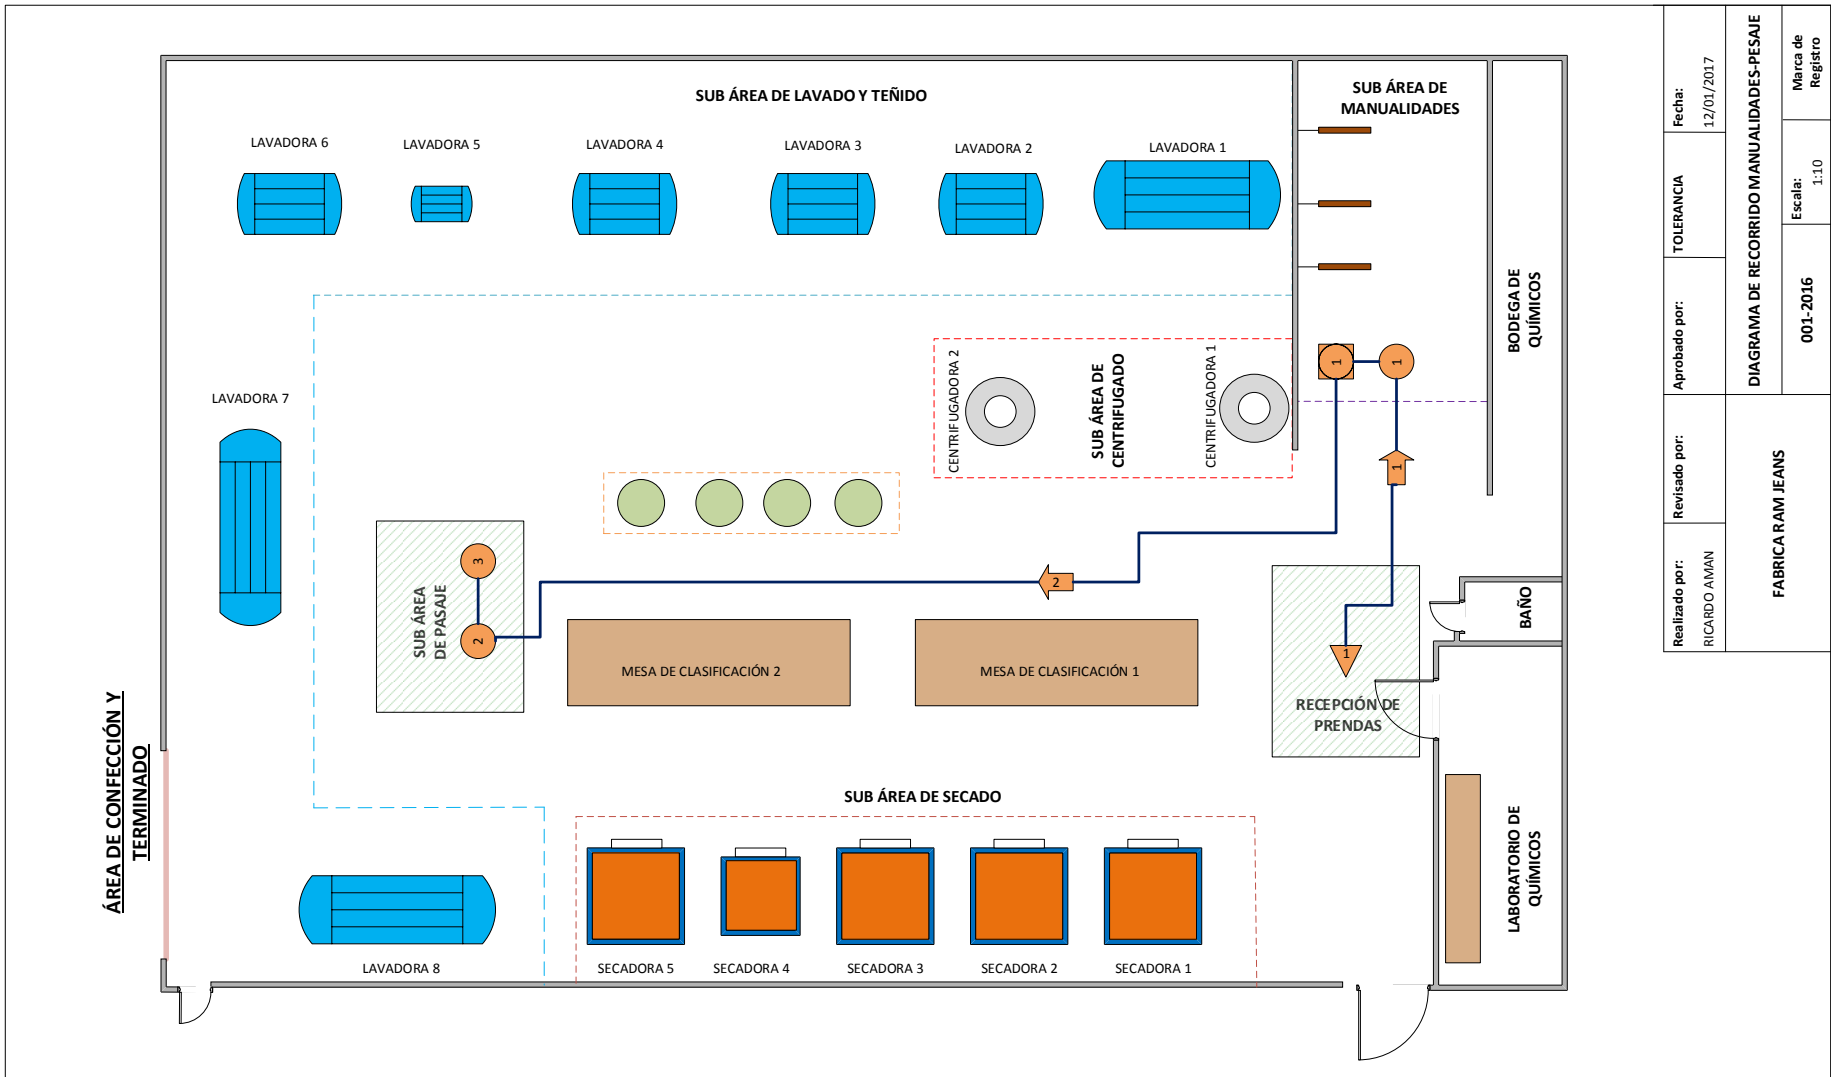 SUB ÁREA DE LAVADO Y TEÑIDO
SUB ÁREA DE
MANUALIDADES
LAVADORA 6
LAVADORA 5
LAVADORA 4
LAVADORA 3
LAVADORA 2
LAVADORA 1
BODEGA DE
QUÍMICOS
LAVADORA 7
CENTRIFUGADORA 2
SUB ÁREA DE
CENTRIFUGADO
CENTRIFUGADORA 1
1
1
1
3
2
2
SUB ÁREA
DE PASAJE
MESA DE CLASIFICACIÓN 2
MESA DE CLASIFICACIÓN 1
1
RECEPCIÓN DE
PRENDAS
BAÑO
ÁREA DE CONFECCIÓN Y
TERMINADO
SUB ÁREA DE SECADO
LABORATORIO DE
QUÍMICOS
LAVADORA 8
SECADORA 5
SECADORA 4
SECADORA 3
SECADORA 2
SECADORA 1
Realizado por:
RICARDO AMAN
Revisado por:
Aprobado por:
TOLERANCIA
Fecha:
12/01/2017
FABRICA RAM JEANS
DIAGRAMA DE RECORRIDO MANUALIDADES-PESAJE
001-2016
Escala:
1:10
Marca de
Registro